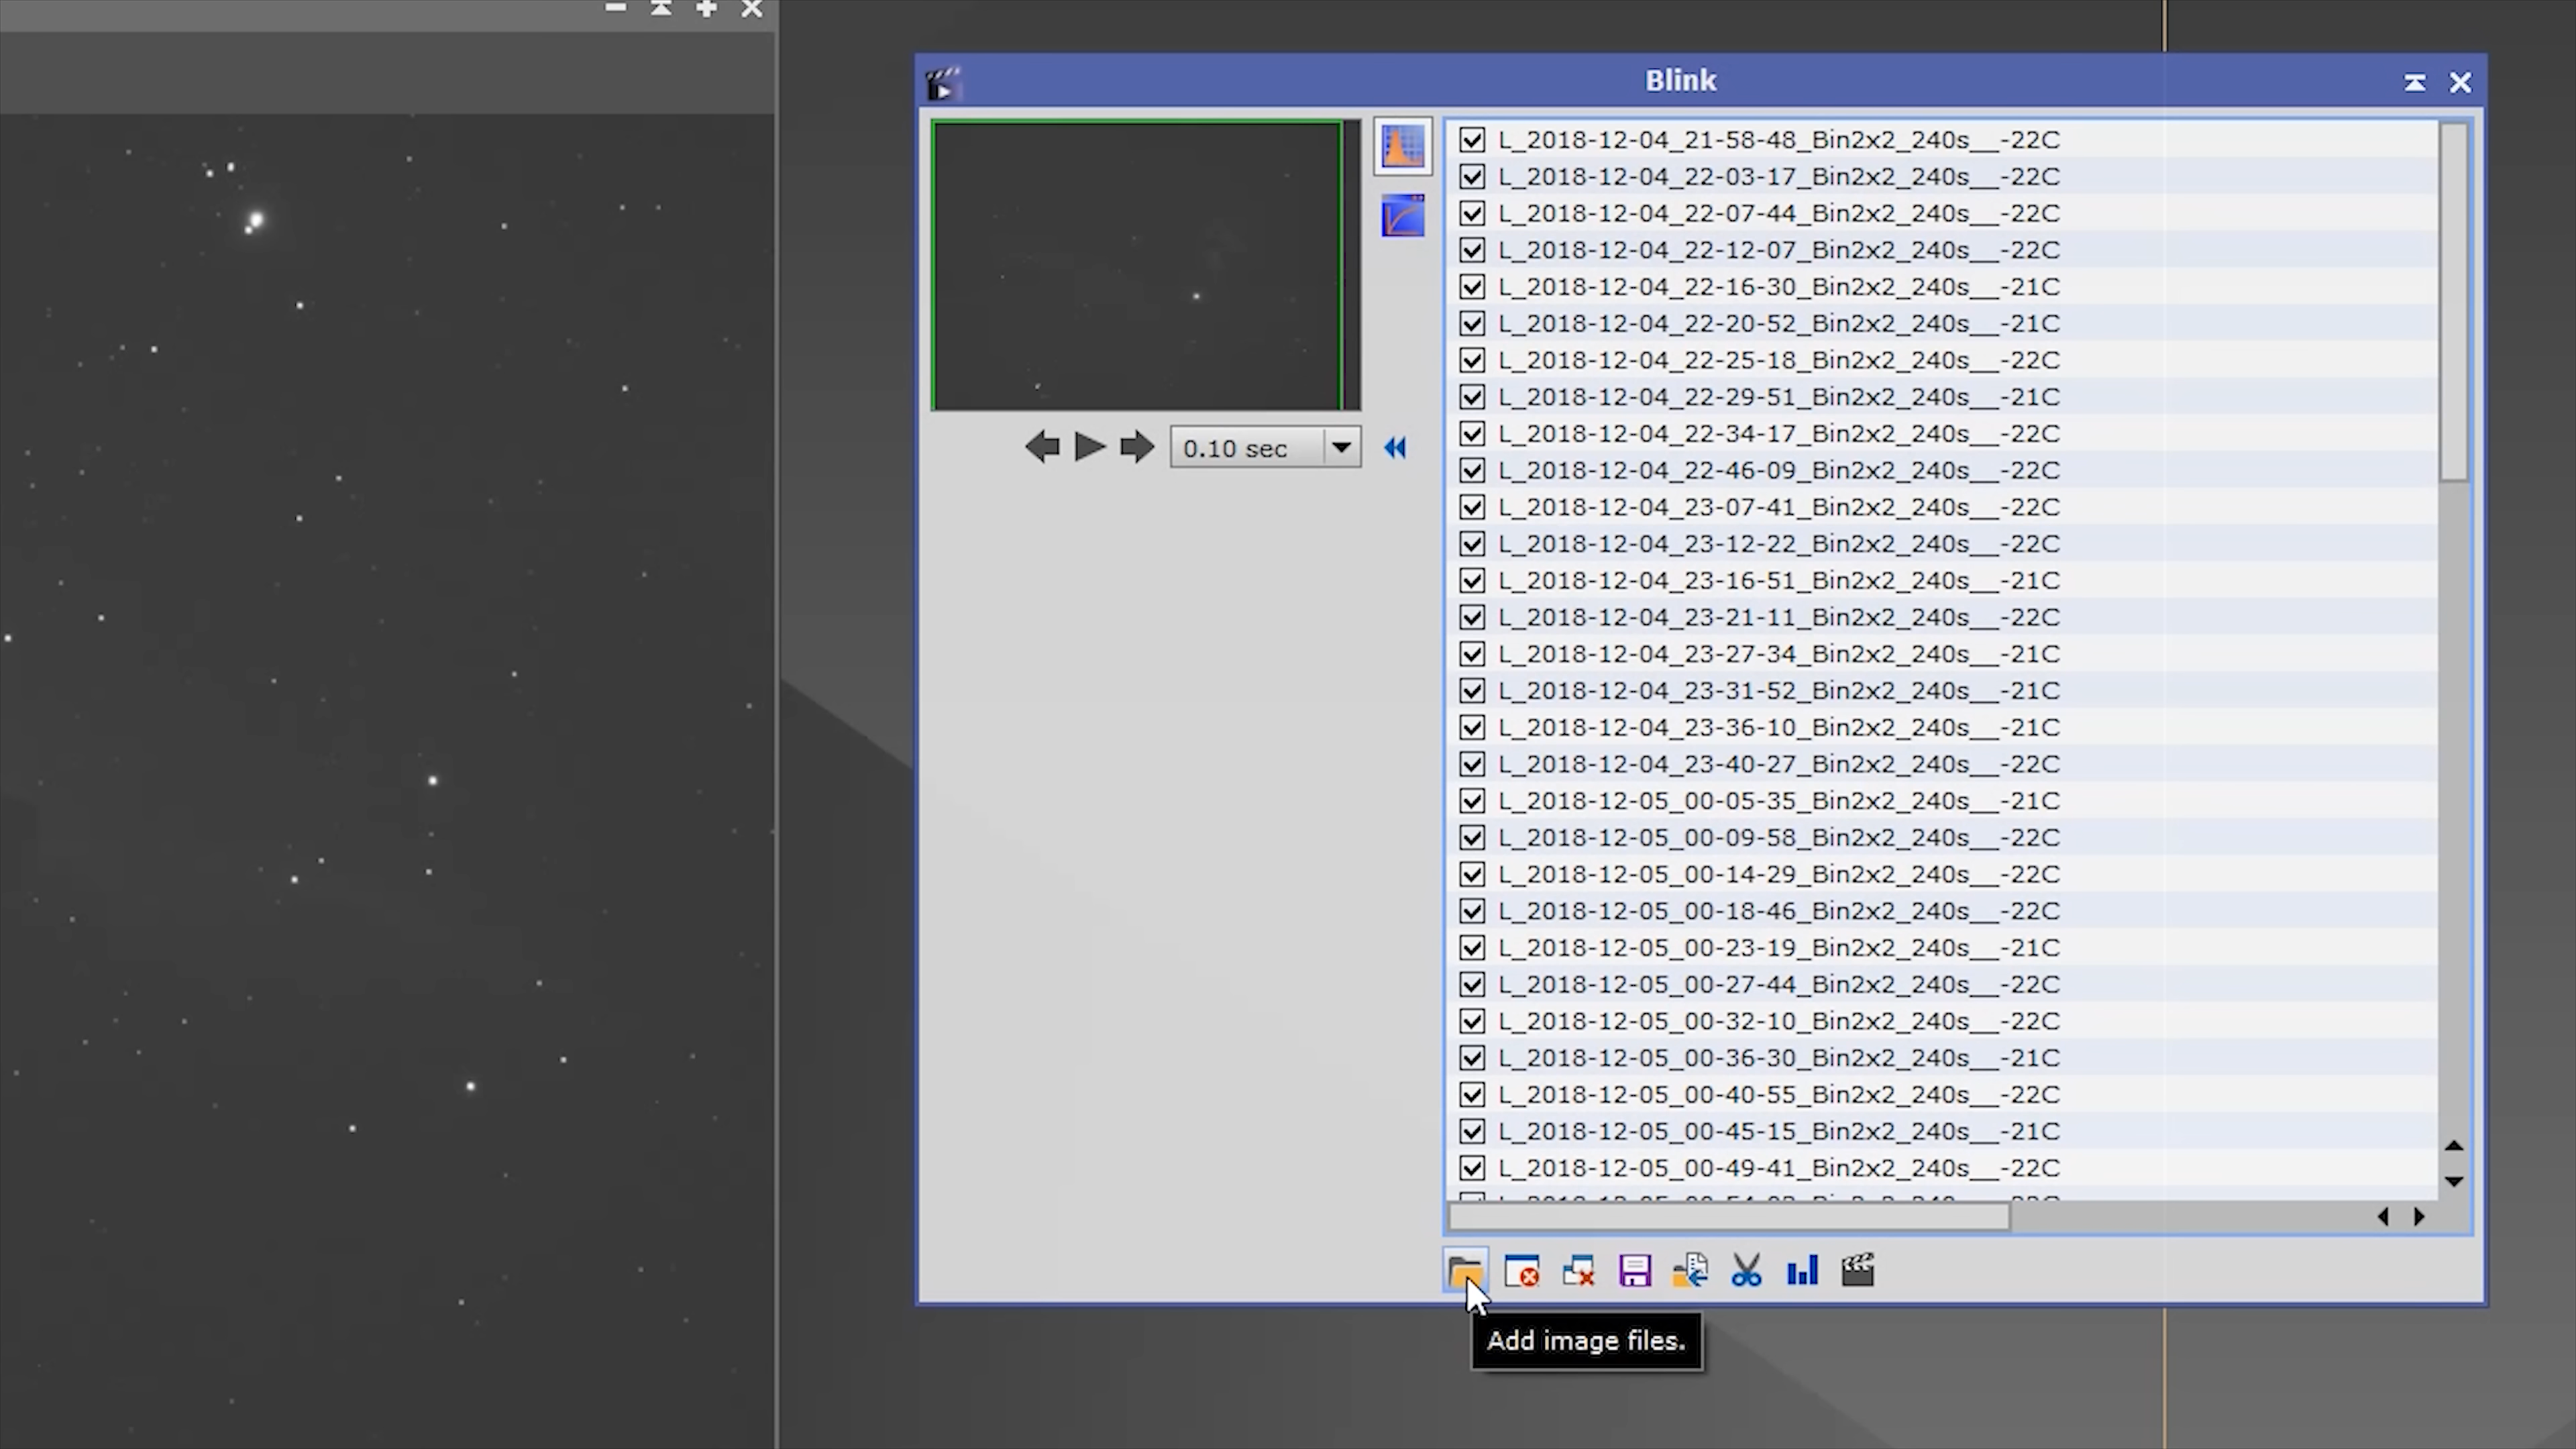 Blink
L_2018-12-04_21-58-48_Bin2x2_240s__-22C
L_2018-12-04_22-03-17_Bin2x2_240s__-22C
L_2018-12-04_22-07-44_Bin2x2_240s__-22C
L_2018-12-04_22-12-07_Bin2x2_240s__-22C
L_2018-12-04_22-16-30_Bin2x2_240s__-21C
L_2018-12-04_22-20-52_Bin2x2_240s__-21C
L_2018-12-04_22-25-18_Bin2x2_240s__-22C
L_2018-12-04_22-29-51_Bin2x2_240s__-21C
L_2018-12-04_22-34-17_Bin2x2_240s__-22C
L_2018-12-04_22-46-09_Bin2x2_240s__-22C
L_2018-12-04_23-07-41_Bin2x2_240s__-22C
L_2018-12-04_23-12-22_Bin2x2_240s__-22C
L_2018-12-04_23-16-51_Bin2x2_240s__-21C
L_2018-12-04_23-21-11_Bin2x2_240s__-22C
L_2018-12-04_23-27-34_Bin2x2_240s__-21C
L_2018-12-04_23-31-52_Bin2x2_240s__-21C
L_2018-12-04_23-36-10_Bin2x2_240s__-21C
L_2018-12-04_23-40-27_Bin2x2_240s__-22C
L_2018-12-05_00-05-35_Bin2x2_240s__-21C
L_2018-12-05_00-09-58_Bin2x2_240s__-22C
L_2018-12-05_00-14-29_Bin2x2_240s__-22C
L_2018-12-05_00-18-46_Bin2x2_240s__-22C
L_2018-12-05_00-23-19_Bin2x2_240s__-21C
L_2018-12-05_00-27-44_Bin2x2_240s__-22C
L_2018-12-05_00-32-10_Bin2x2_240s__-22C
L_2018-12-05_00-36-30_Bin2x2_240s__-21C
L_2018-12-05_00-40-55_Bin2x2_240s__-22C
L_2018-12-05_00-45-15_Bin2x2_240s__-21C
L_2018-12-05_00-49-41_Bin2x2_240s__-22C
0.10 sec
Add image files.